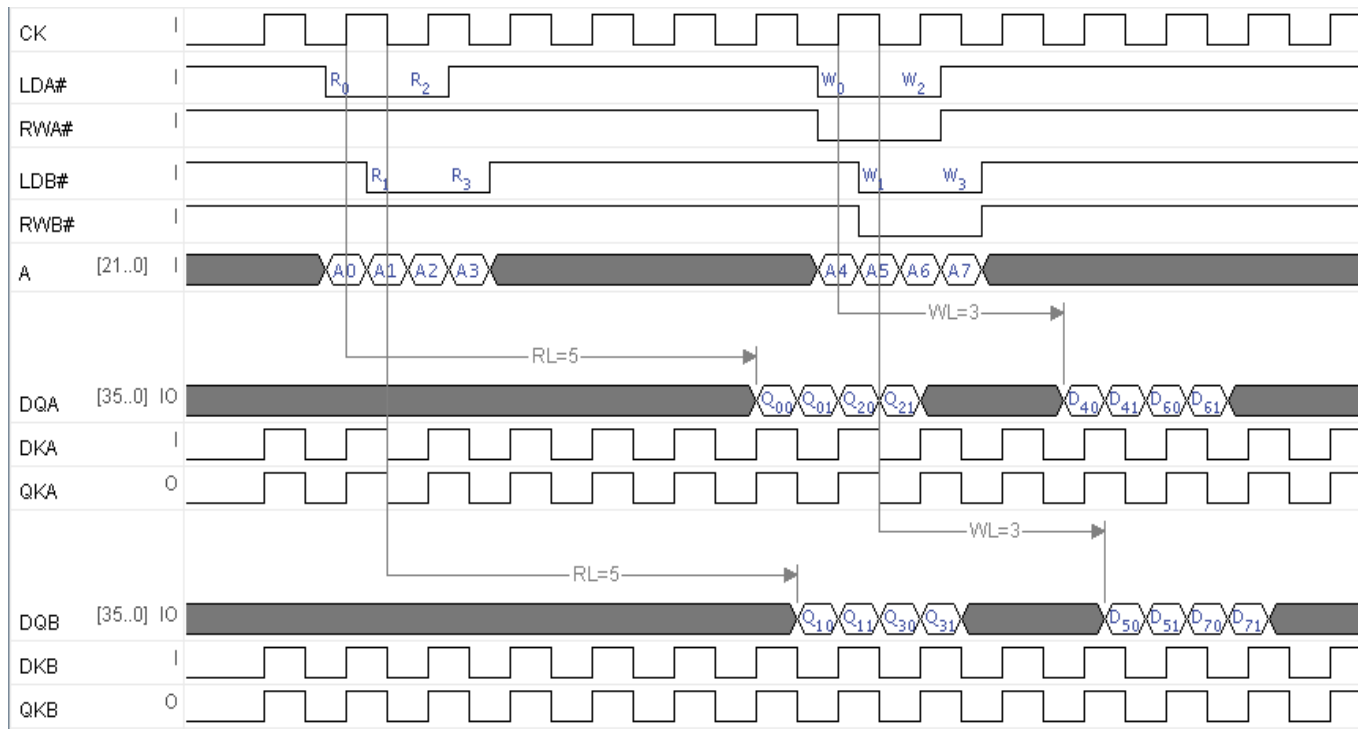 CK I
LDA# I R0 R2 W0 W2
RWA# I
LDB# I R1 R3 W1 W3
RWB# I
A [21..0] I A0 A1 A2 A3 A4 A5 A6 A7
WL=3
RL=5
DQA [35..0] IO Q00 Q01 Q20 Q21 D40 D41 D60 D61
DKA I
QKA O
WL=3
RL=5
DQB [35..0] IO Q10 Q11 Q30 Q31 D50 D51 D70 D71
DKB I
QKB O